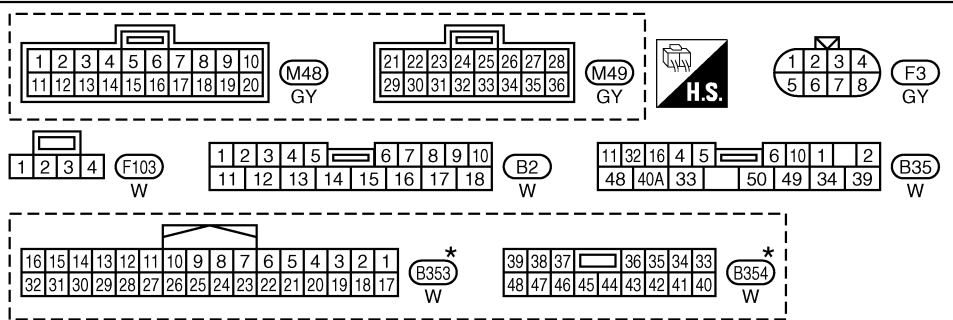 1 2 3 4 5 6 7 8 9 10
11 12 13 14 15 16 17 18 19 20
M48
GY
21 22 23 24 25 26 27 28
29 30 31 32 33 34 35 36
M49
GY
H.S.
1 2 3 4
5 6 7 8
F3
GY
1 2 3 4
F103
W
1 2 3 4 5 6 7 8 9 10
11 12 13 14 15 16 17 18
B2
W
11 32 16 4 5 6 10 1 2
48 40A 33 50 49 34 39
B35
W
16 15 14 13 12 11 10 9 8 7 6 5 4 3 2 1
32 31 30 29 28 27 26 25 24 23 22 21 20 19 18 17
*
B353
W
39 38 37 36 35 34 33
48 47 46 45 44 43 42 41 40
*
B354
W